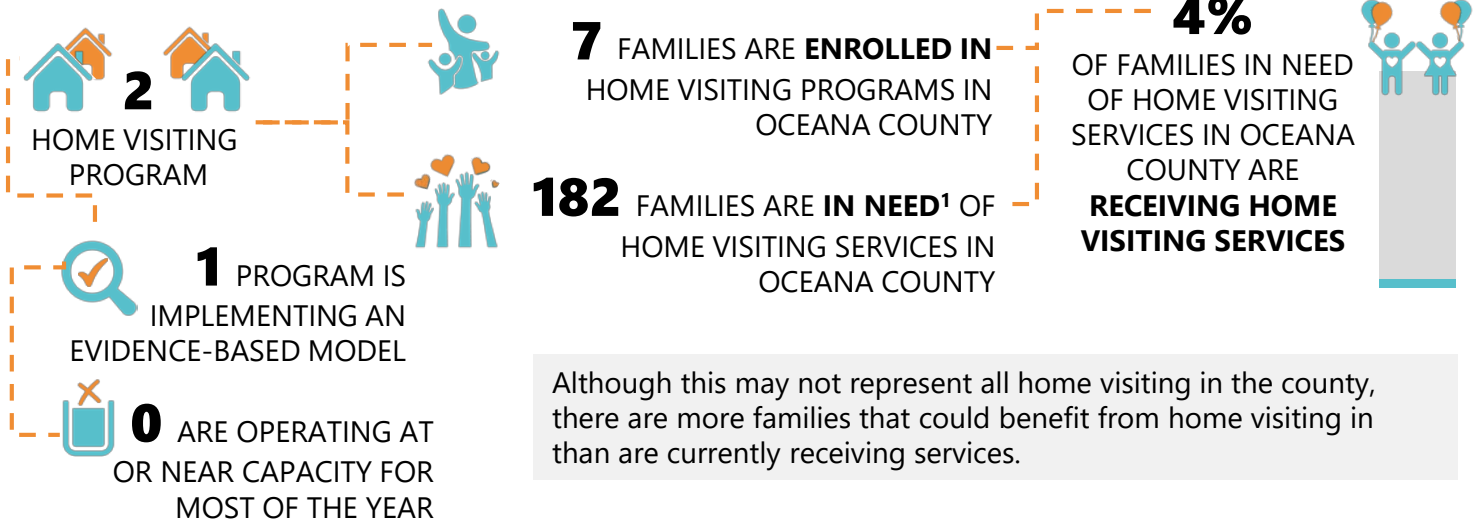 2
HOME VISITING
PROGRAM
1 PROGRAM IS
IMPLEMENTING AN
EVIDENCE-BASED MODEL
0 ARE OPERATING AT
OR NEAR CAPACITY FOR
MOST OF THE YEAR
7 FAMILIES ARE ENROLLED IN
HOME VISITING PROGRAMS IN
OCEANA COUNTY
182 FAMILIES ARE IN NEED¹ OF
HOME VISITING SERVICES IN
OCEANA COUNTY
4%
OF FAMILIES IN NEED
OF HOME VISITING
SERVICES IN OCEANA
COUNTY ARE
RECEIVING HOME
VISITING SERVICES
Although this may not represent all home visiting in the county,
there are more families that could benefit from home visiting in
than are currently receiving services.